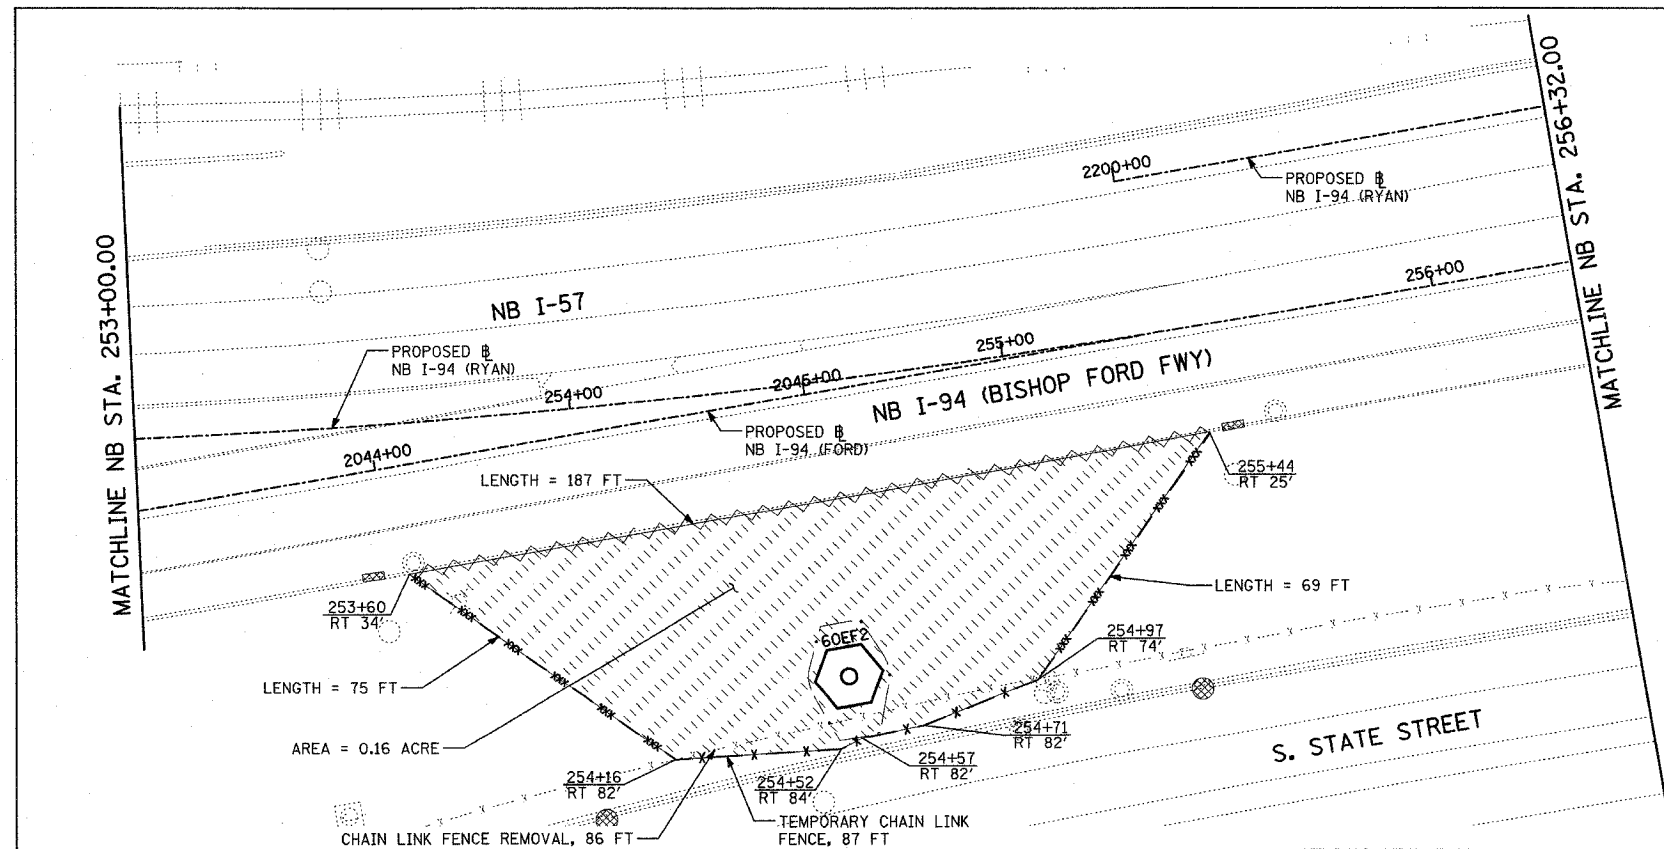 MATCHLINE NB STA. 253+00.00
MATCHLINE NB STA. 256+32.00
2200+00
PROPOSED ℄
NB I-94 (RYAN)
256+00
NB I-57
PROPOSED ℄
NB I-94 (RYAN)
255+00
254+00
2045+00
NB I-94 (BISHOP FORD FWY)
PROPOSED ℄
NB I-94 (FORD)
2044+00
LENGTH = 187 FT
255+44
RT 25'
253+60
RT 34'
LENGTH = 69 FT
60EF2
254+97
RT 74'
LENGTH = 75 FT
AREA = 0.16 ACRE
254+71
RT 82'
S. STATE STREET
254+57
RT 82'
254+16
RT 82'
254+52
RT 84'
CHAIN LINK FENCE REMOVAL, 86 FT
TEMPORARY CHAIN LINK
FENCE, 87 FT